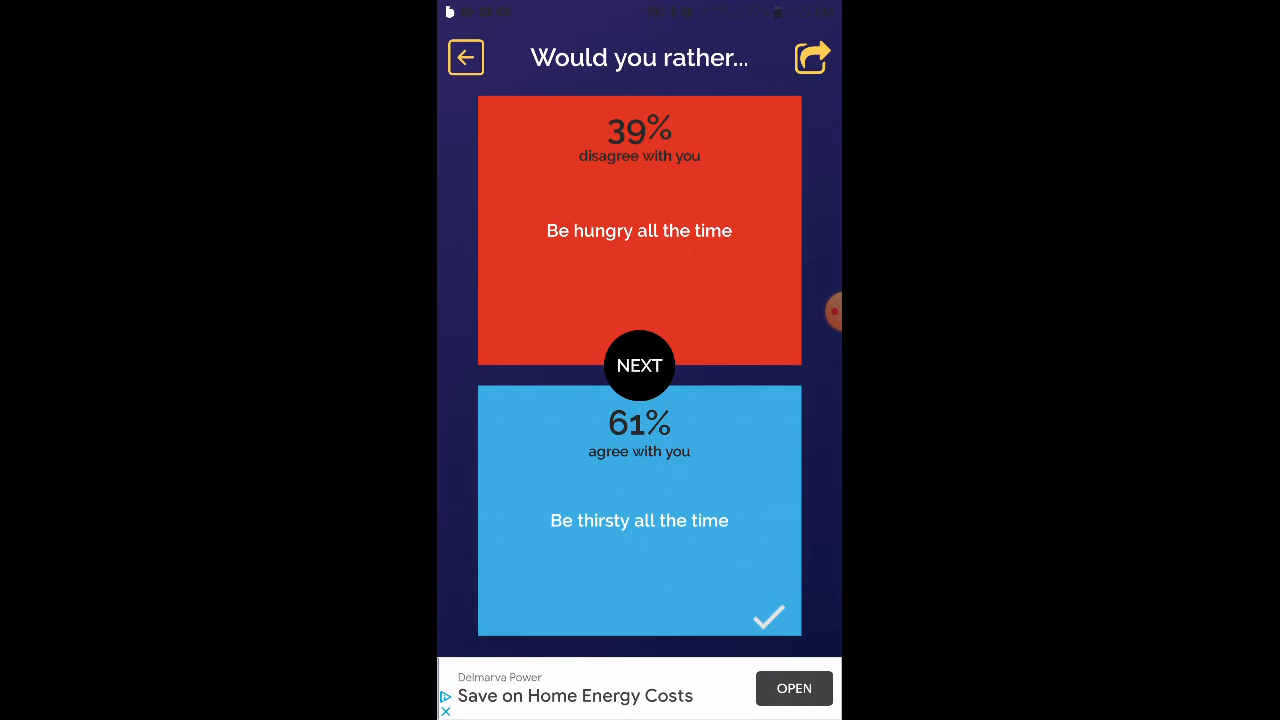 Would you rather...
39%
disagree with you
Be hungry all the time
NEXT
61%
agree with you
Be thirsty all the time
Delmarva Power
Save on Home Energy Costs
OPEN